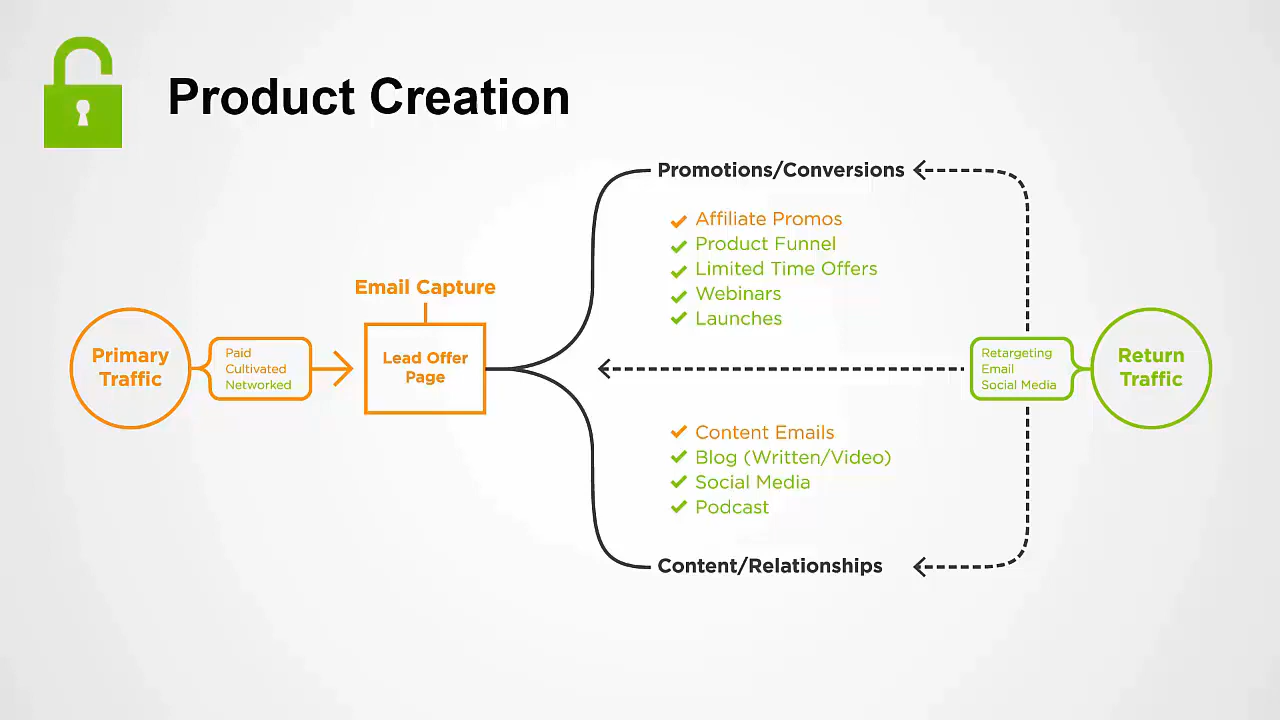 Product Creation
Promotions/Conversions
Affiliate Promos
Product Funnel
Limited Time Offers
Webinars
Launches
Email Capture
Primary
Traffic
Paid
Cultivated
Networked
Lead Offer
Page
Retargeting
Email
Social Media
Return
Traffic
Content Emails
Blog (Written/Video)
Social Media
Podcast
Content/Relationships